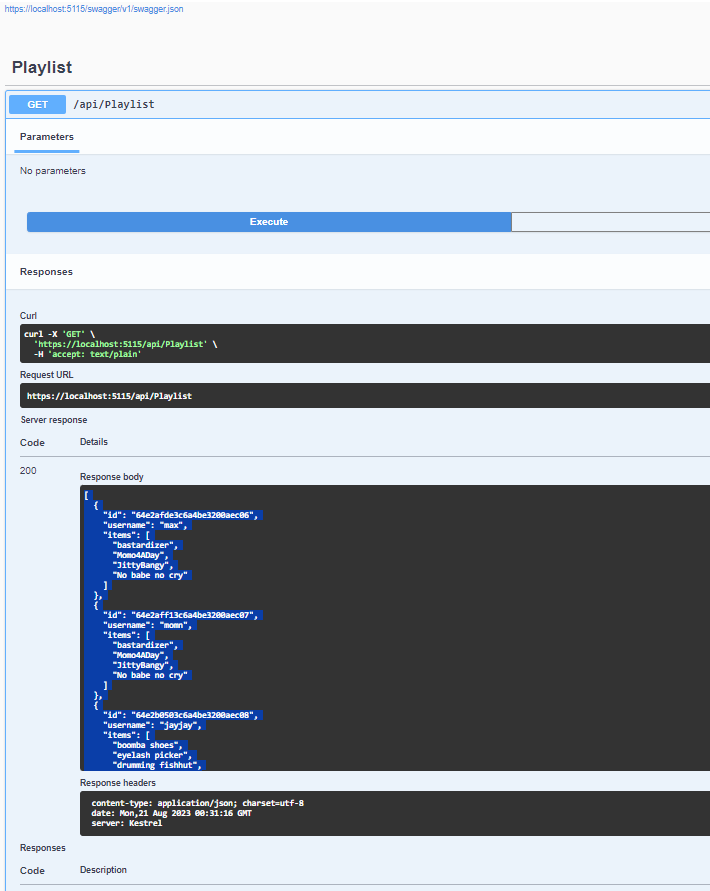 https://localhost:5115/swagger/v1/swagger.json
Playlist
GET /api/Playlist
Parameters
No parameters
Execute
Responses
Curl
curl -X 'GET' \
'https://localhost:5115/api/Playlist' \
-H 'accept: text/plain'
Request URL
https://localhost:5115/api/Playlist
Server response
Code Details
200
Response body
[
{
"id": "64e2afde3c6a4be3200aec06",
"username": "max",
"items": [
"bastardizer",
"Momo4ADay",
"JittyBangy",
"No babe no cry"
]
},
{
"id": "64e2aff13c6a4be3200aec07",
"username": "momn",
"items": [
"bastardizer",
"Momo4ADay",
"JittyBangy",
"No babe no cry"
]
},
{
"id": "64e2b0503c6a4be3200aec08",
"username": "jayjay",
"items": [
"boomba shoes",
"eyelash picker",
"drumming fishhut",
Response headers
content-type: application/json; charset=utf-8
date: Mon,21 Aug 2023 00:31:16 GMT
server: Kestrel
Responses
Code Description